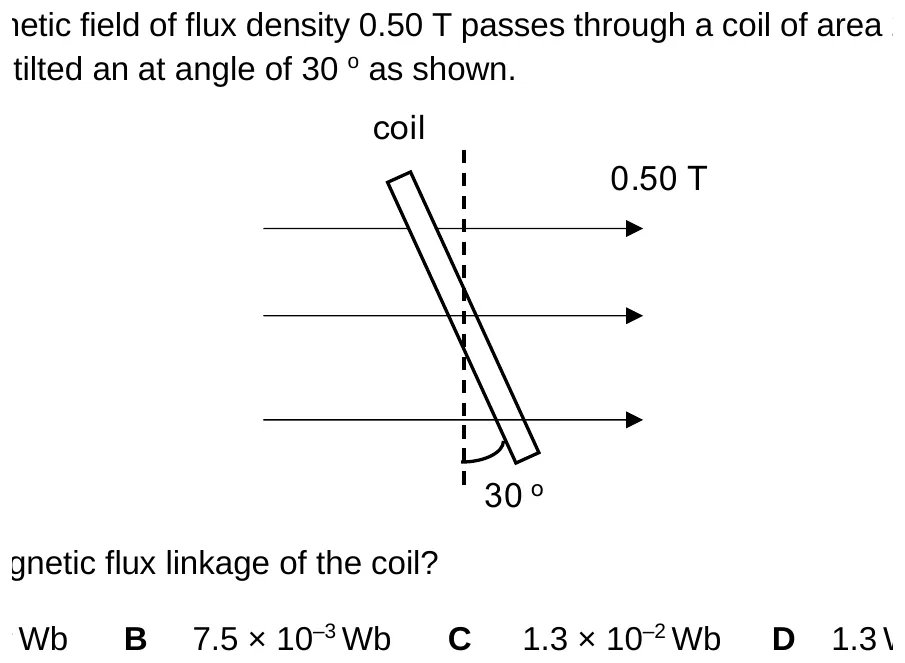 field of flux density 0.50 T passes through a coil of area
tilted an at angle of 30 º as shown.
coil
0.50 T
30 º
flux linkage of the coil?
Wb B 7.5 × 10–3 Wb C 1.3 × 10–2 Wb D 1.3